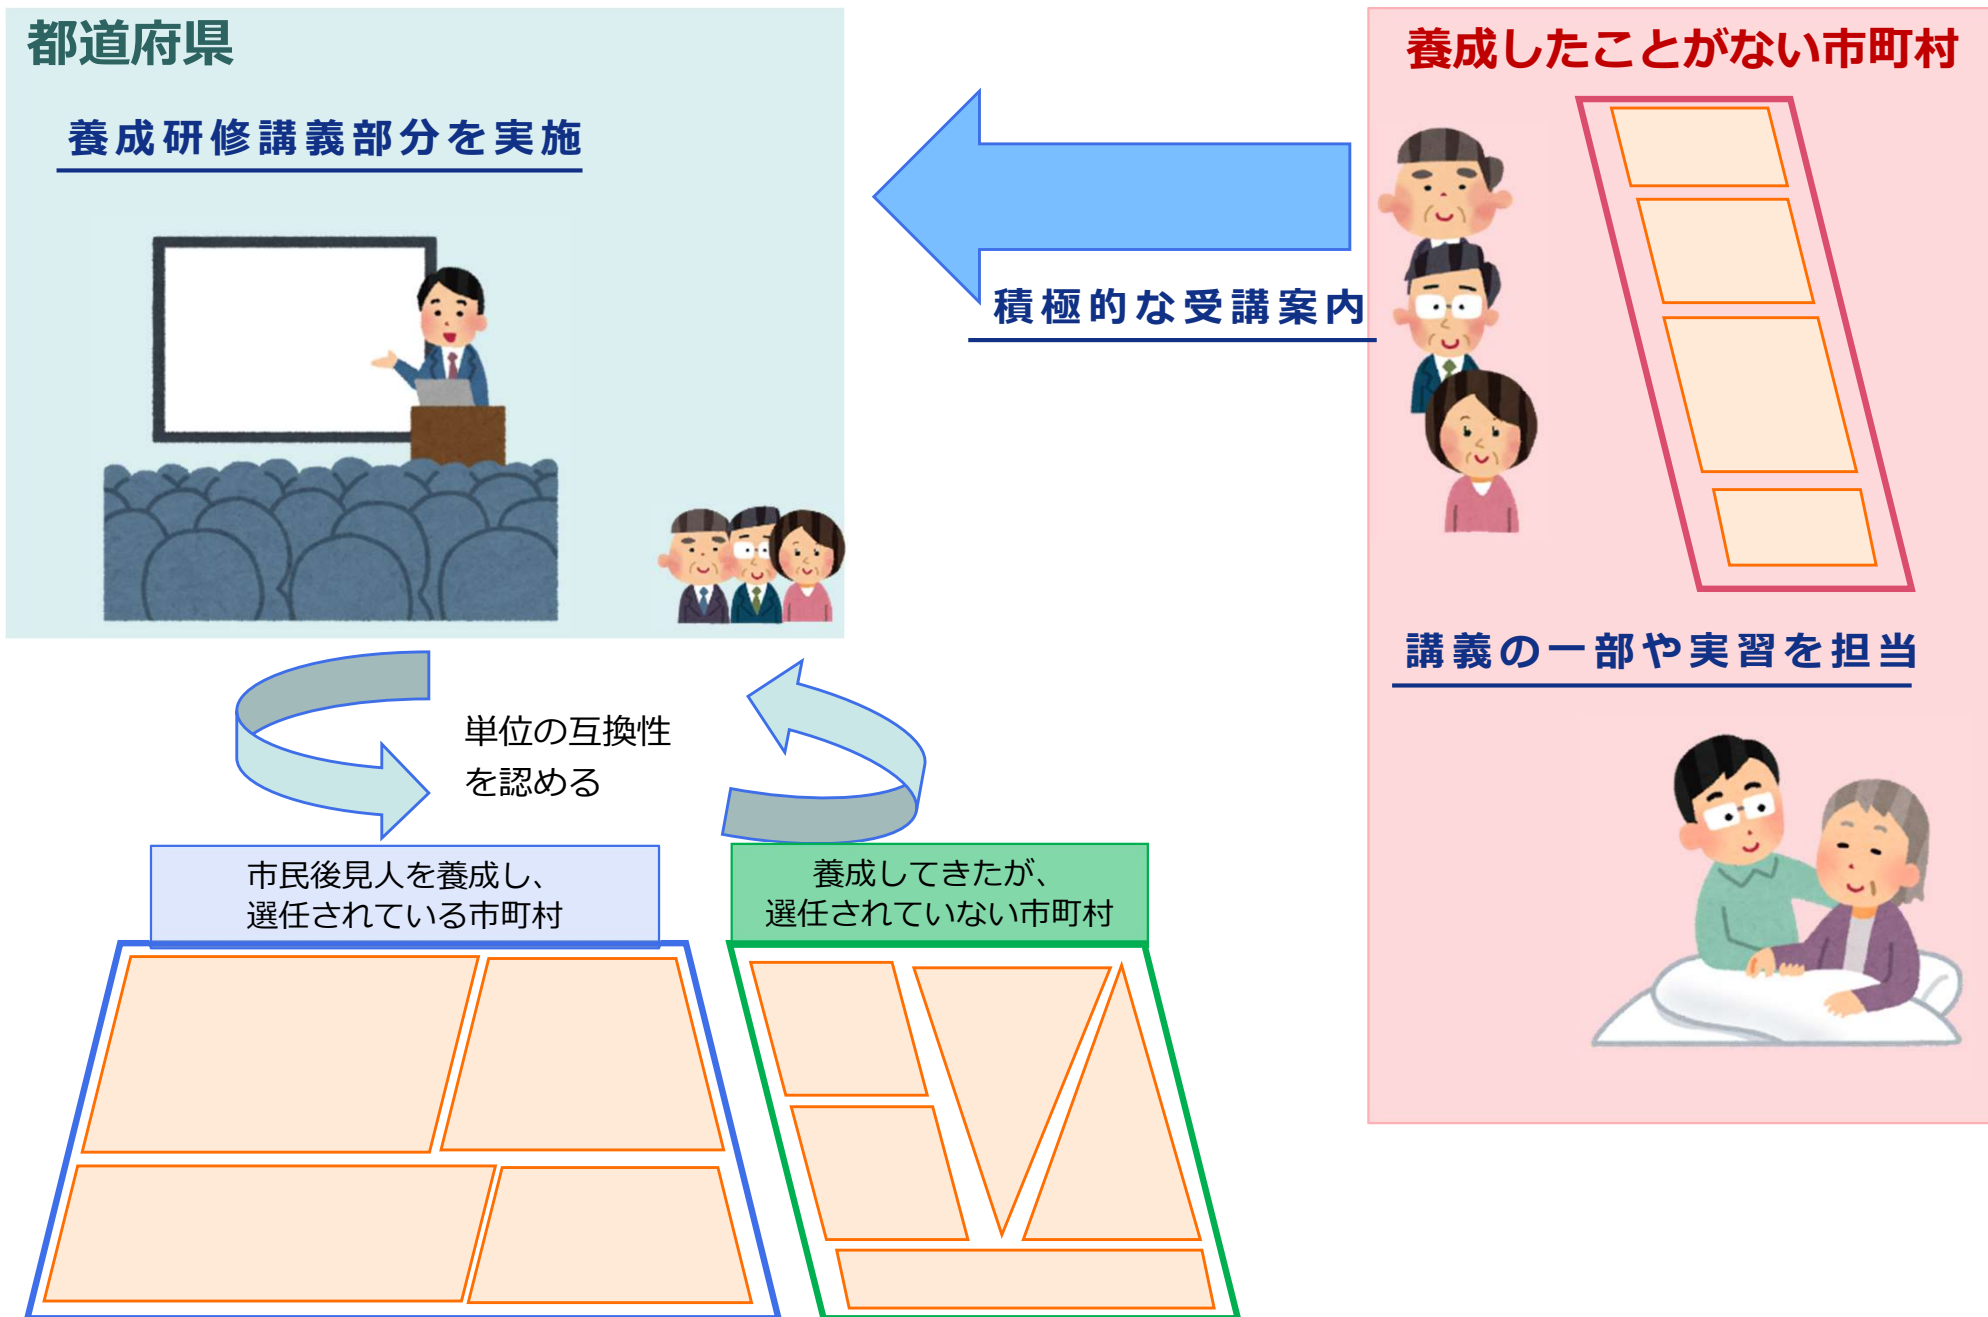 都道府県
養成研修講義部分を実施
積極的な受講案内
養成したことがない市町村
講義の一部や実習を担当
単位の互換性
を認める
市民後見人を養成し、
選任されている市町村
養成してきたが、
選任されていない市町村